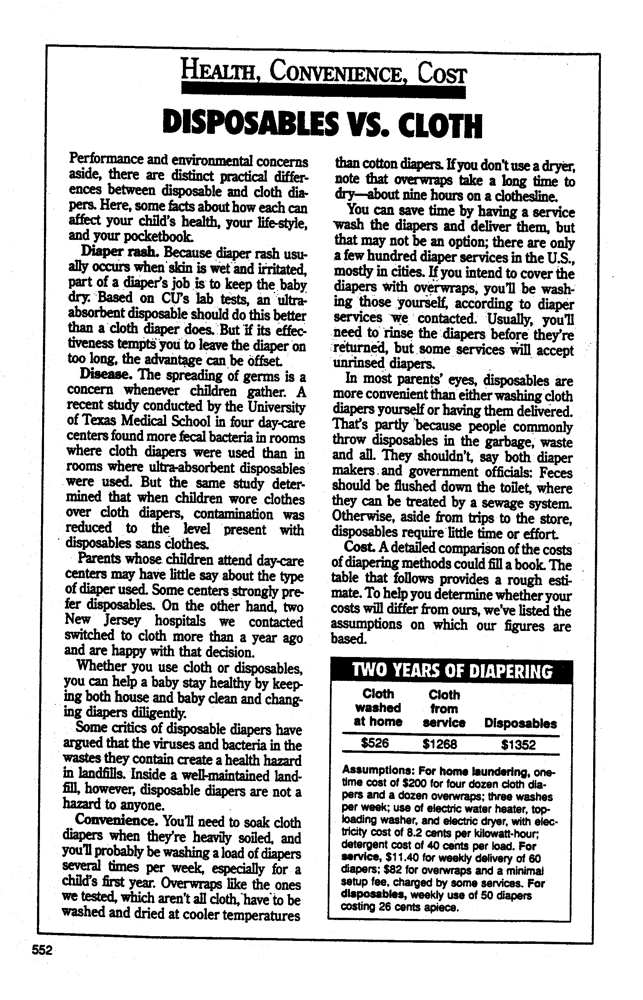 HEALTH, CONVENIENCE, COST
DISPOSABLES VS. CLOTH
Performance and environmental concerns
aside, there are distinct practical differ-
ences between disposable and cloth dia-
pers. Here, some facts about how each can
affect your child's health, your life-style,
and your pocketbook.
Diaper rash. Because diaper rash usu-
ally occurs when skin is wet and irritated,
part of a diaper's job is to keep the baby
dry. Based on CU's lab tests, an ultra-
absorbent disposable should do this better
than a cloth diaper does. But if its effec-
tiveness tempts you to leave the diaper on
too long, the advantage can be offset.
Disease. The spreading of germs is a
concern whenever children gather. A
recent study conducted by the University
of Texas Medical School in four day-care
centers found more fecal bacteria in rooms
where cloth diapers were used than in
rooms where ultra-absorbent disposables
were used. But the same study deter-
mined that when children wore clothes
over cloth diapers, contamination was
reduced to the level present with
disposables sans clothes.
Parents whose children attend day-care
centers may have little say about the type
of diaper used. Some centers strongly pre-
fer disposables. On the other hand, two
New Jersey hospitals we contacted
switched to cloth more than a year ago
and are happy with that decision.
Whether you use cloth or disposables,
you can help a baby stay healthy by keep-
ing both house and baby clean and chang-
ing diapers diligently.
Some critics of disposable diapers have
argued that the viruses and bacteria in the
wastes they contain create a health hazard
in landfills. Inside a well-maintained land-
fill, however, disposable diapers are not a
hazard to anyone.
Convenience. You'll need to soak cloth
diapers when they're heavily soiled, and
you'll probably be washing a load of diapers
several times per week, especially for a
child's first year. Overwraps like the ones
we tested, which aren't all cloth, have to be
washed and dried at cooler temperatures
than cotton diapers. If you don't use a dryer,
note that overwraps take a long time to
dry—about nine hours on a clothesline.
You can save time by having a service
wash the diapers and deliver them, but
that may not be an option; there are only
a few hundred diaper services in the U.S.,
mostly in cities. If you intend to cover the
diapers with overwraps, you'll be wash-
ing those yourself, according to diaper
services we contacted. Usually, you'll
need to rinse the diapers before they're
returned, but some services will accept
unrinsed diapers.
In most parents' eyes, disposables are
more convenient than either washing cloth
diapers yourself or having them delivered.
That's partly because people commonly
throw disposables in the garbage, waste
and all. They shouldn't, say both diaper
makers and government officials: Feces
should be flushed down the toilet, where
they can be treated by a sewage system.
Otherwise, aside from trips to the store,
disposables require little time or effort.
Cost. A detailed comparison of the costs
of diapering methods could fill a book. The
table that follows provides a rough esti-
mate. To help you determine whether your
costs will differ from ours, we've listed the
assumptions on which our figures are
based.
TWO YEARS OF DIAPERING
Cloth Cloth
washed from
at home service Disposables
$526 $1268 $1352
Assumptions: For home laundering, one-
time cost of $200 for four dozen cloth dia-
pers and a dozen overwraps; three washes
per week; use of electric water heater, top-
loading washer, and electric dryer, with elec-
tricity cost of 8.2 cents per kilowatt-hour;
detergent cost of 40 cents per load. For
service, $11.40 for weekly delivery of 60
diapers; $82 for overwraps and a minimal
setup fee, charged by some services. For
disposables, weekly use of 50 diapers
costing 26 cents apiece.
552